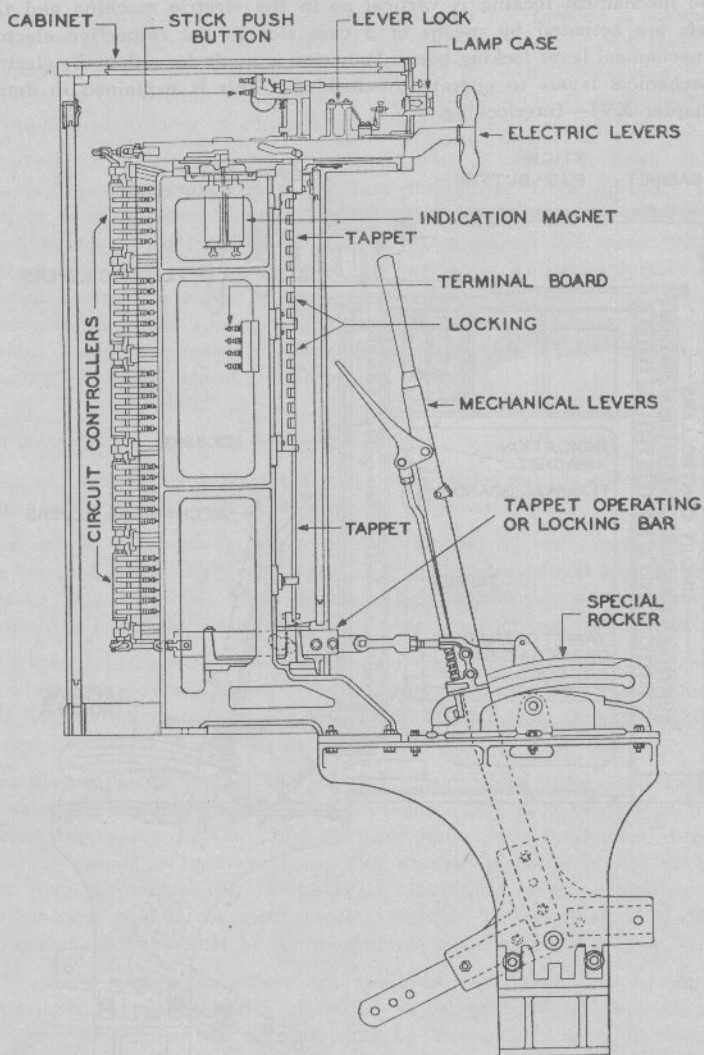 CABINET
STICK PUSH
BUTTON
LEVER LOCK
LAMP CASE
ELECTRIC LEVERS
INDICATION MAGNET
TAPPET
TERMINAL BOARD
LOCKING
CIRCUIT CONTROLLERS
MECHANICAL LEVERS
TAPPET OPERATING
OR LOCKING BAR
TAPPET
SPECIAL
ROCKER